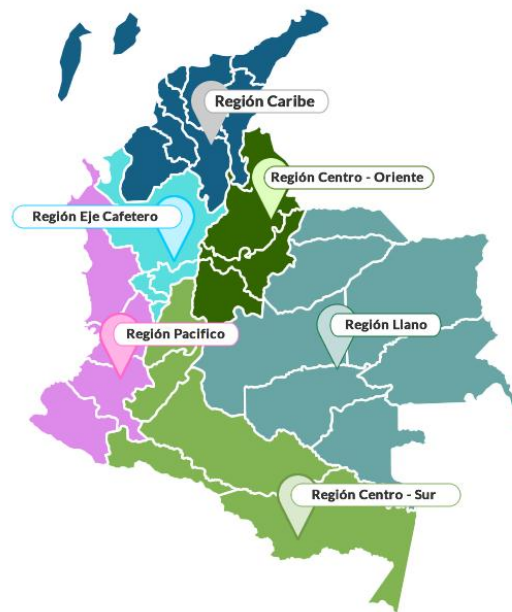 Región Caribe
Región Centro - Oriente
Región Eje Cafetero
Región Llano
Región Pacifico
Región Centro - Sur